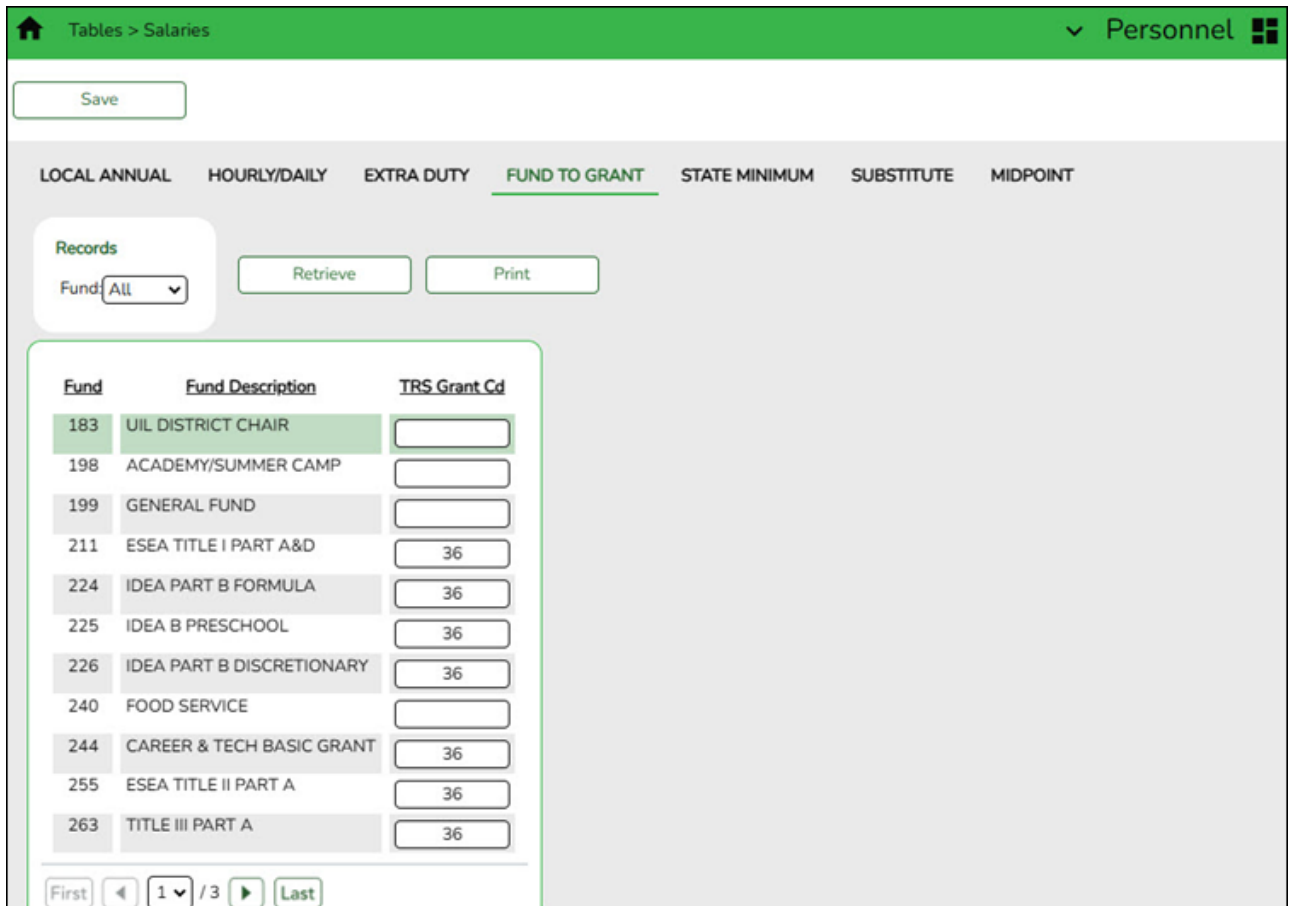 Tables > Salaries Personnel
Save
LOCAL ANNUAL HOURLY/DAILY EXTRA DUTY FUND TO GRANT STATE MINIMUM SUBSTITUTE MIDPOINT
Records
Fund: All Retrieve Print
Fund Fund Description TRS Grant Cd
183 UIL DISTRICT CHAIR
198 ACADEMY/SUMMER CAMP
199 GENERAL FUND
211 ESEA TITLE I PART A&D 36
224 IDEA PART B FORMULA 36
225 IDEA B PRESCHOOL 36
226 IDEA PART B DISCRETIONARY 36
240 FOOD SERVICE
244 CAREER & TECH BASIC GRANT 36
255 ESEA TITLE II PART A 36
263 TITLE III PART A 36
First 1 / 3 Last